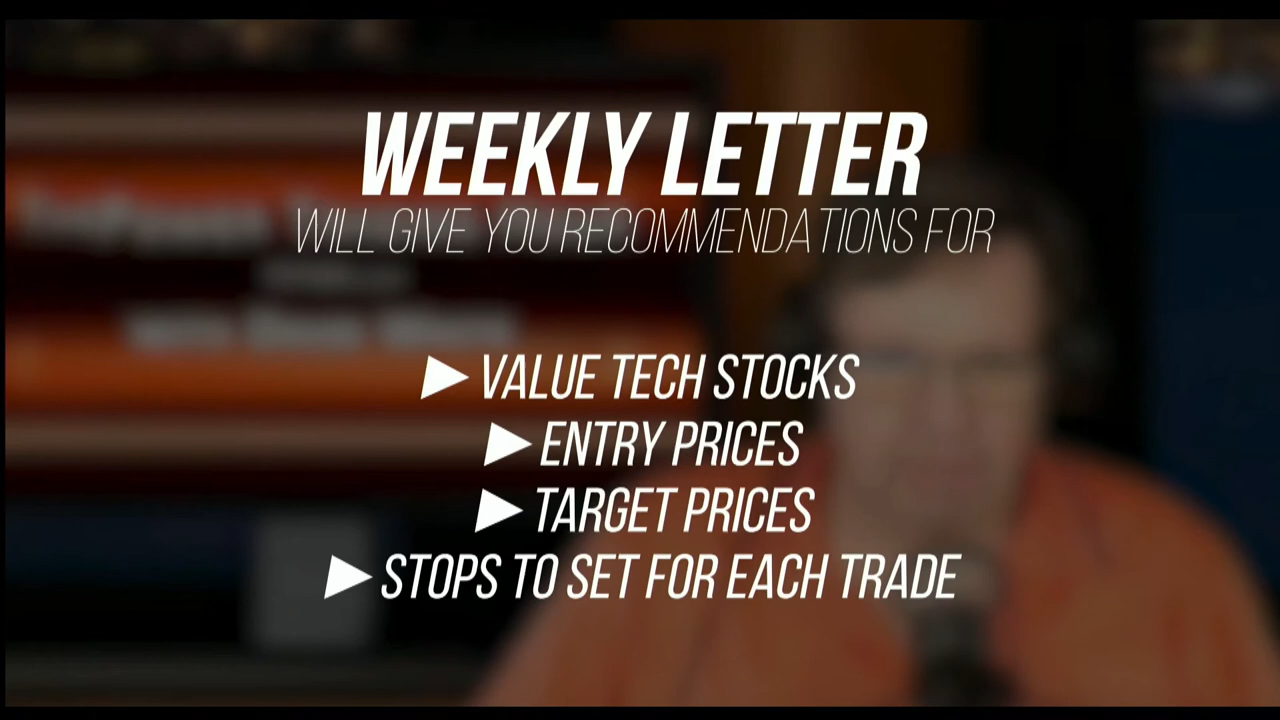 WEEKLY LETTER
WILL GIVE YOU RECOMMENDATIONS FOR
▶ VALUE TECH STOCKS
▶ ENTRY PRICES
▶ TARGET PRICES
▶ STOPS TO SET FOR EACH TRADE